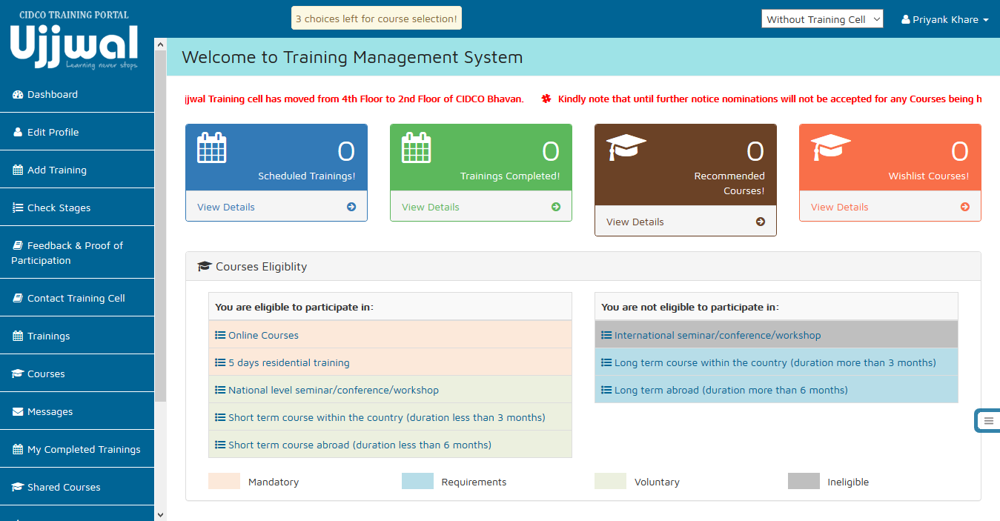 CIDCO TRAINING PORTAL
Ujjwal
Learning never stops
3 choices left for course selection!
Without Training Cell
Priyank Khare
Dashboard
Edit Profile
Add Training
Check Stages
Feedback & Proof of
Participation
Contact Training Cell
Trainings
Courses
Messages
My Completed Trainings
Shared Courses
Welcome to Training Management System
jjwal Training cell has moved from 4th Floor to 2nd Floor of CIDCO Bhavan. Kindly note that until further notice nominations will not be accepted for any Courses being h
0
Scheduled Trainings!
View Details
0
Trainings Completed!
View Details
0
Recommended
Courses!
View Details
0
Wishlist Courses!
View Details
Courses Eligiblity
You are eligible to participate in:
Online Courses
5 days residential training
National level seminar/conference/workshop
Short term course within the country (duration less than 3 months)
Short term course abroad (duration less than 6 months)
You are not eligible to participate in:
International seminar/conference/workshop
Long term course within the country (duration more than 3 months)
Long term abroad (duration more than 6 months)
Mandatory
Requirements
Voluntary
Ineligible